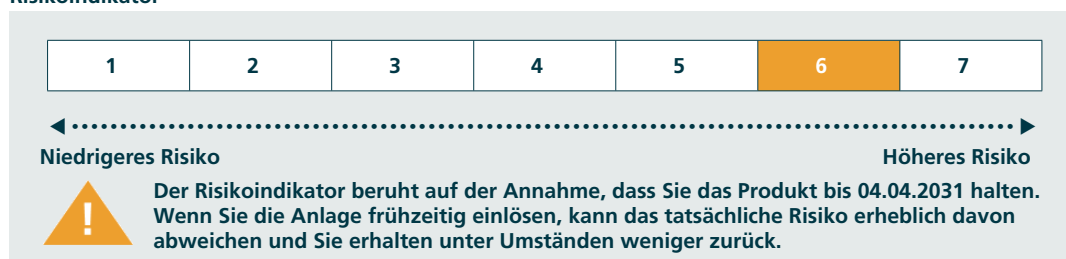 Risikoindikator
1 2 3 4 5 6 7
Niedrigeres Risiko Höheres Risiko
! Der Risikoindikator beruht auf der Annahme, dass Sie das Produkt bis 04.04.2031 halten.
Wenn Sie die Anlage frühzeitig einlösen, kann das tatsächliche Risiko erheblich davon
abweichen und Sie erhalten unter Umständen weniger zurück.